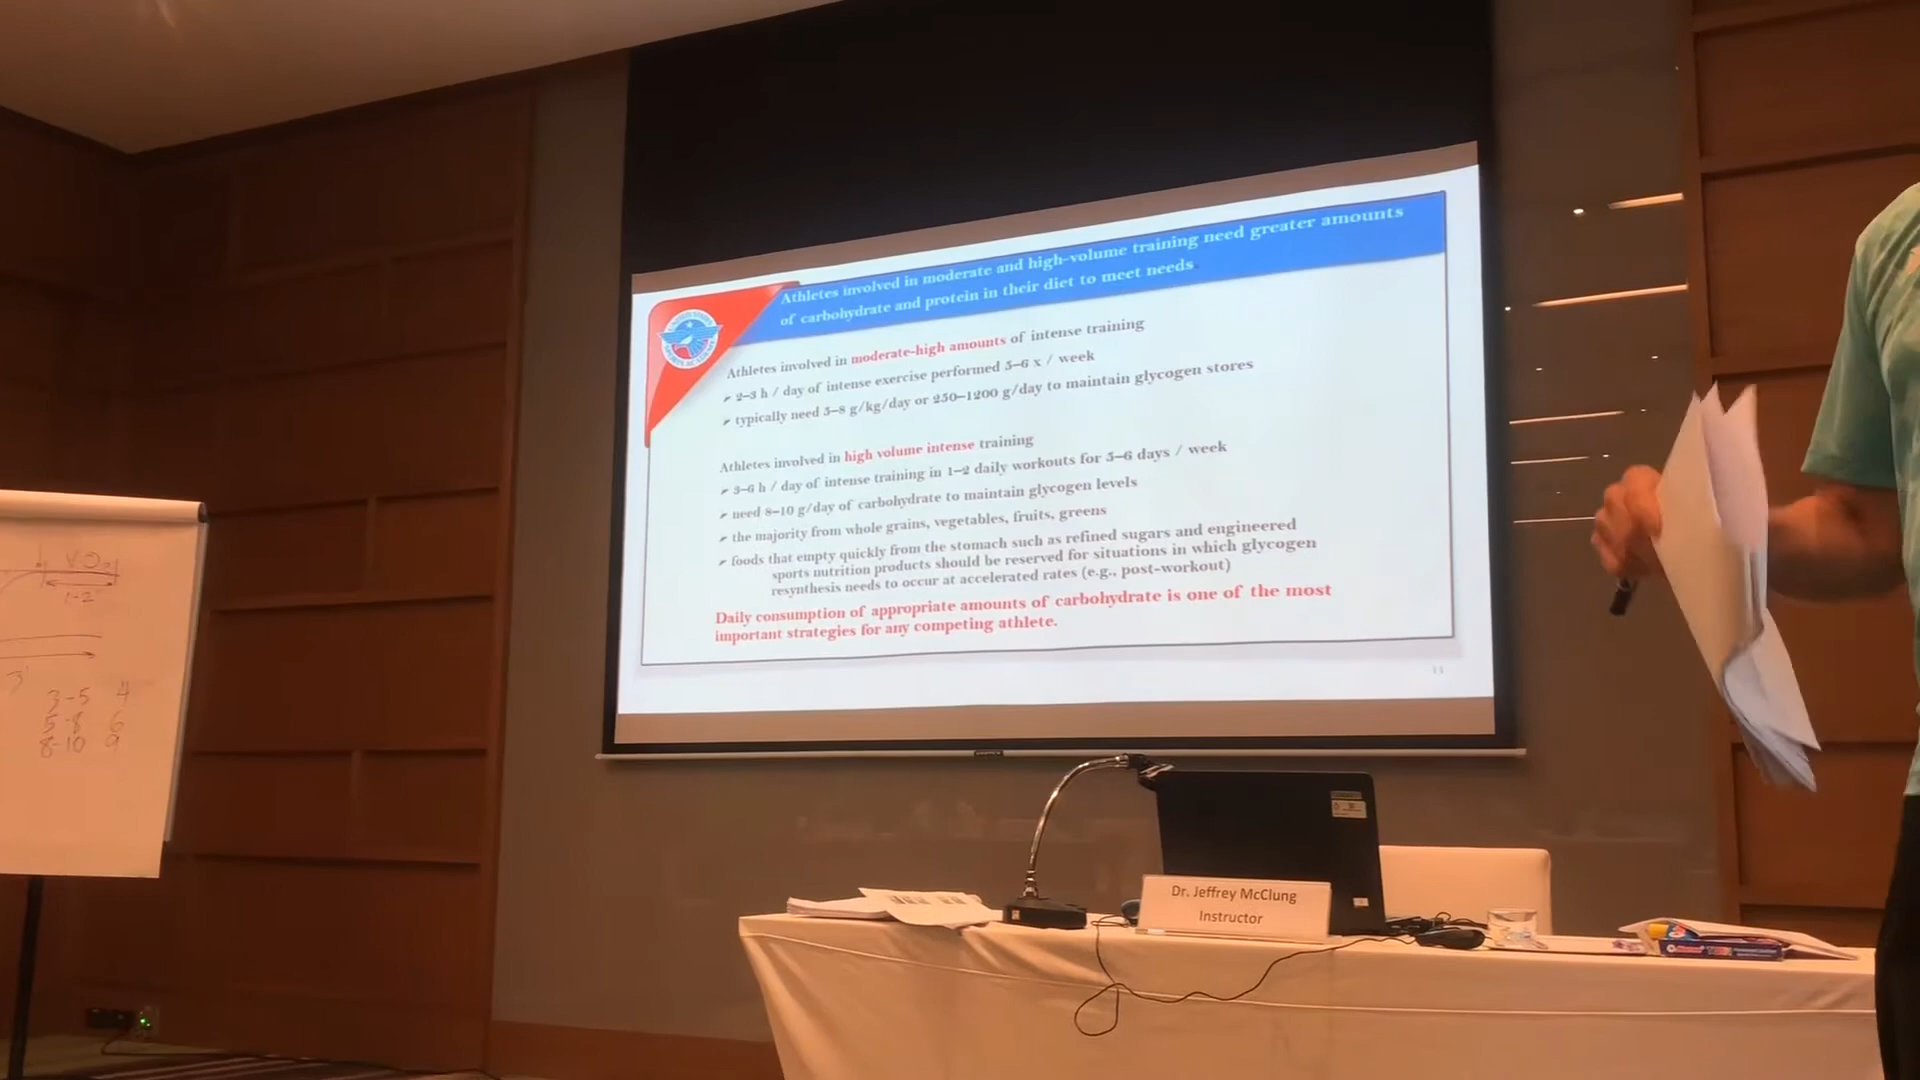 Athletes involved in moderate and high-volume training need greater amounts
of carbohydrate and protein in their diet to meet needs.
UNITED STATES
SPORTS ACADEMY
Athletes involved in moderate-high amounts of intense training
➤ 2–3 h / day of intense exercise performed 5–6 x / week
➤ typically need 5–8 g/kg/day or 250–1200 g/day to maintain glycogen stores
Athletes involved in high volume intense training
➤ 3–6 h / day of intense training in 1–2 daily workouts for 5–6 days / week
➤ need 8–10 g/day of carbohydrate to maintain glycogen levels
➤ the majority from whole grains, vegetables, fruits, greens
➤ foods that empty quickly from the stomach such as refined sugars and engineered
sports nutrition products should be reserved for situations in which glycogen
resynthesis needs to occur at accelerated rates (e.g., post-workout)
Daily consumption of appropriate amounts of carbohydrate is one of the most
important strategies for any competing athlete.
VO2
1-2"
3'
3-5 4
5-8 6
8-10 9
Dr. Jeffrey McClung
Instructor